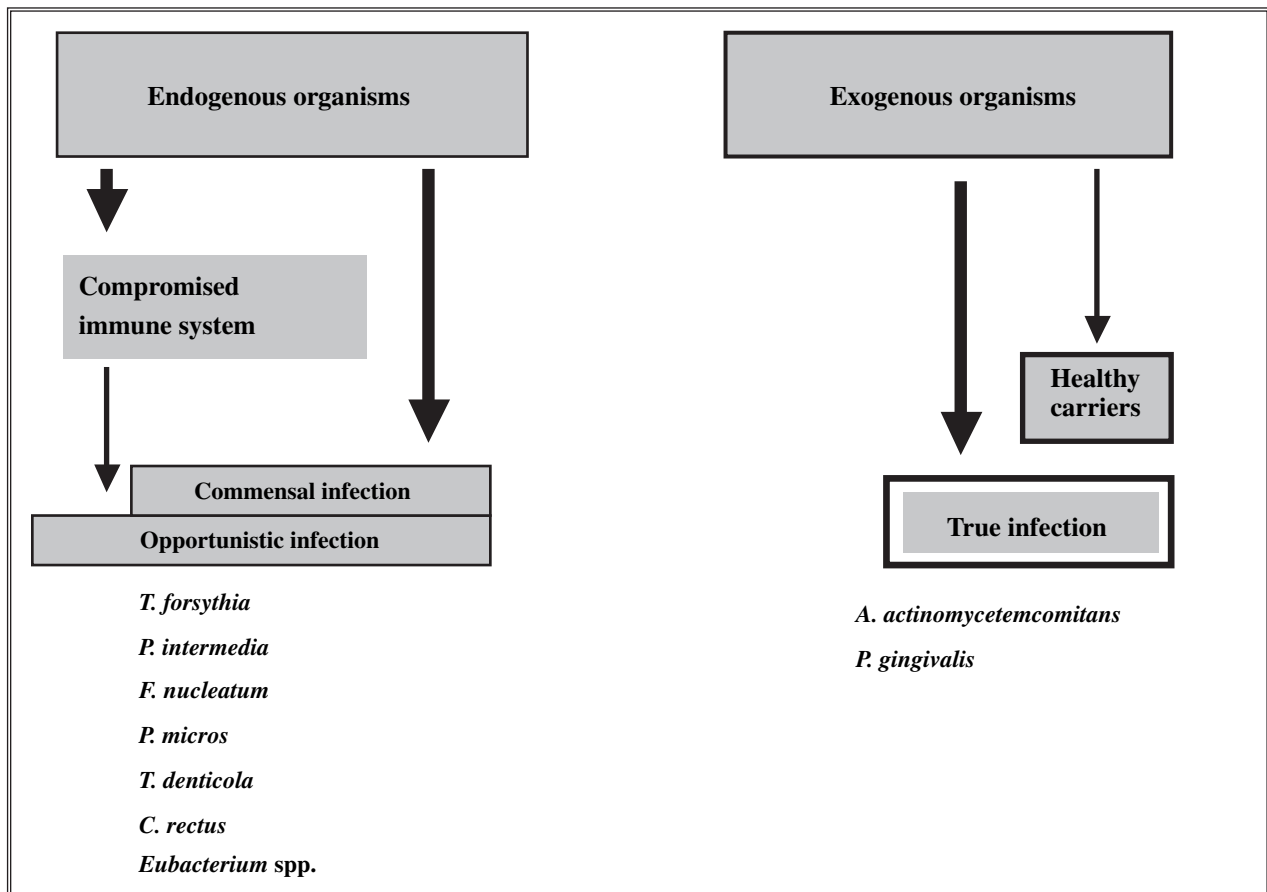 Endogenous organisms
Exogenous organisms
Compromised
immune system
Healthy
carriers
Commensal infection
Opportunistic infection
True infection
T. forsythia
P. intermedia
F. nucleatum
P. micros
T. denticola
C. rectus
Eubacterium spp.
A. actinomycetemcomitans
P. gingivalis